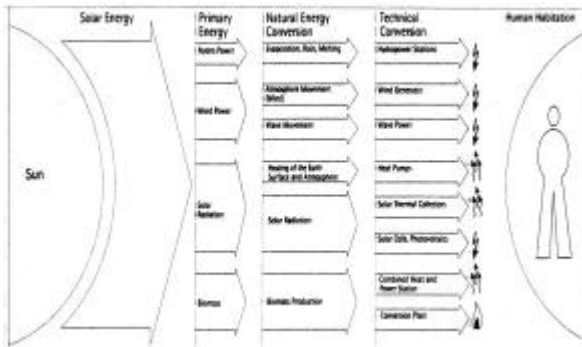 Solar Energy
Primary
Energy
Natural Energy
Conversion
Technical
Conversion
Human Habitation
Sun
Hydro Power
Evaporation, Rain, Melting
Hydropower Stations
Wind Power
Atmosphere Movement
(Wind)
Wind Generator
Wave Movement
Wave Power
Heating of the Earth
Surface and Atmosphere
Heat Pumps
Solar
Radiation
Solar Radiation
Solar Thermal Collection
Solar Cells, Photovoltaics
Biomass
Biomass Production
Combined Heat and
Power Station
Conversion Plant